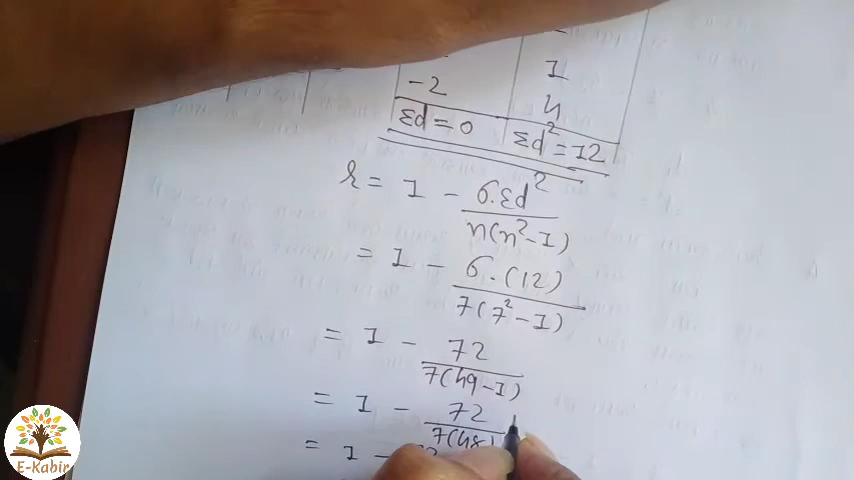 1
-2 4
Σd = 0 Σd² = 12
r = 1 - 6.Σd² / n(n²-1)
= 1 - 6.(12) / 7(7²-1)
= 1 - 72 / 7(49-1)
= 1 - 72 / 7(48)
= 1 -
E-Kabir